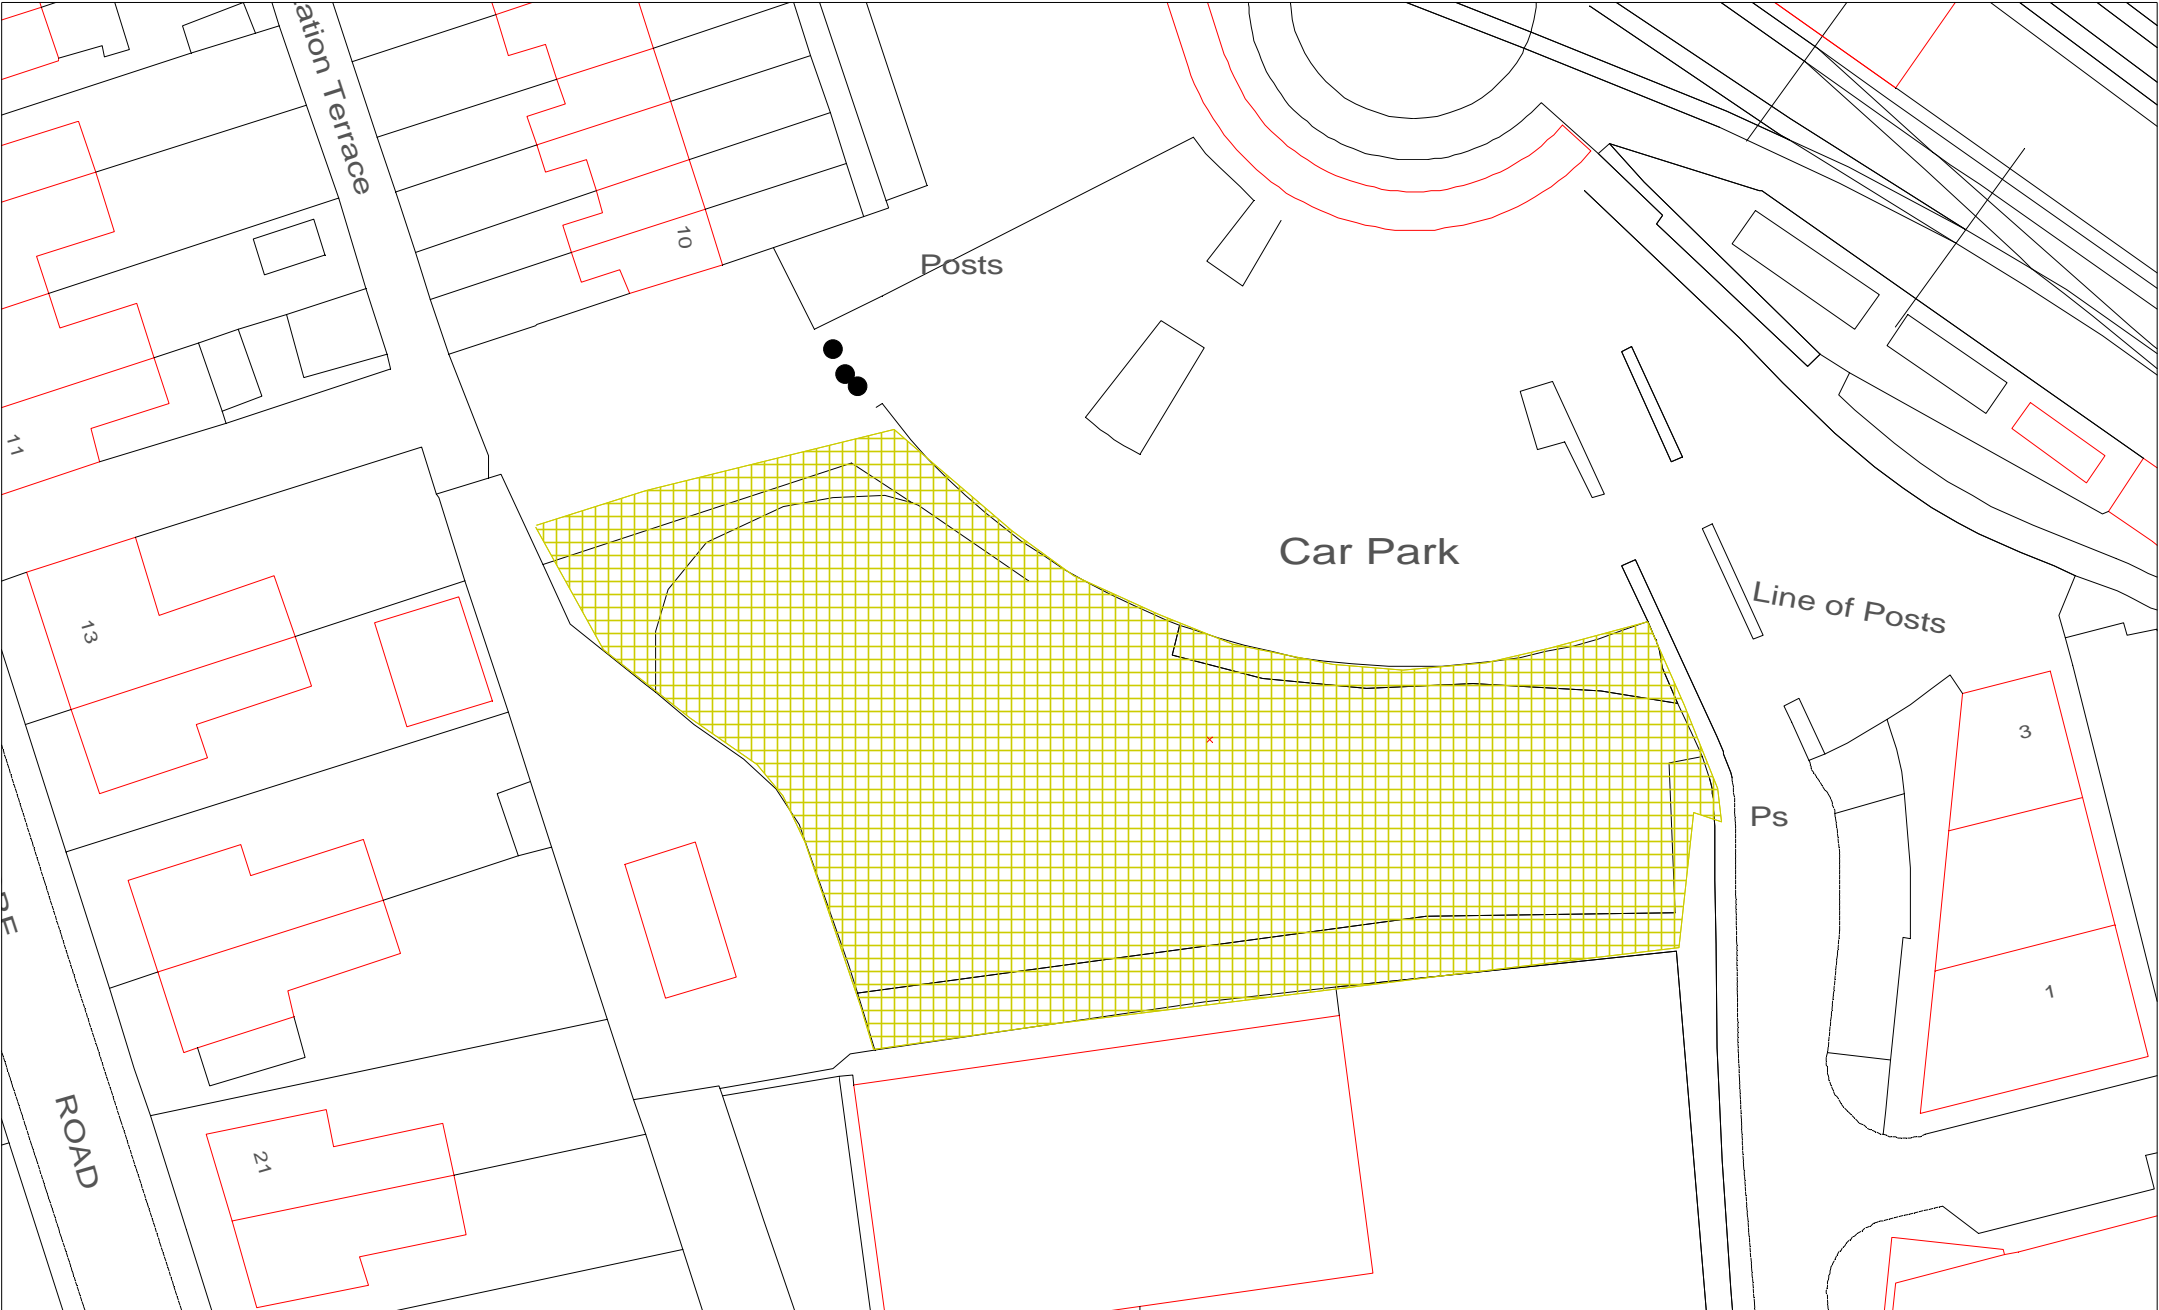 ation Terrace
10
Posts
11
Car Park
Line of Posts
13
3
Ps
1
ROAD
21